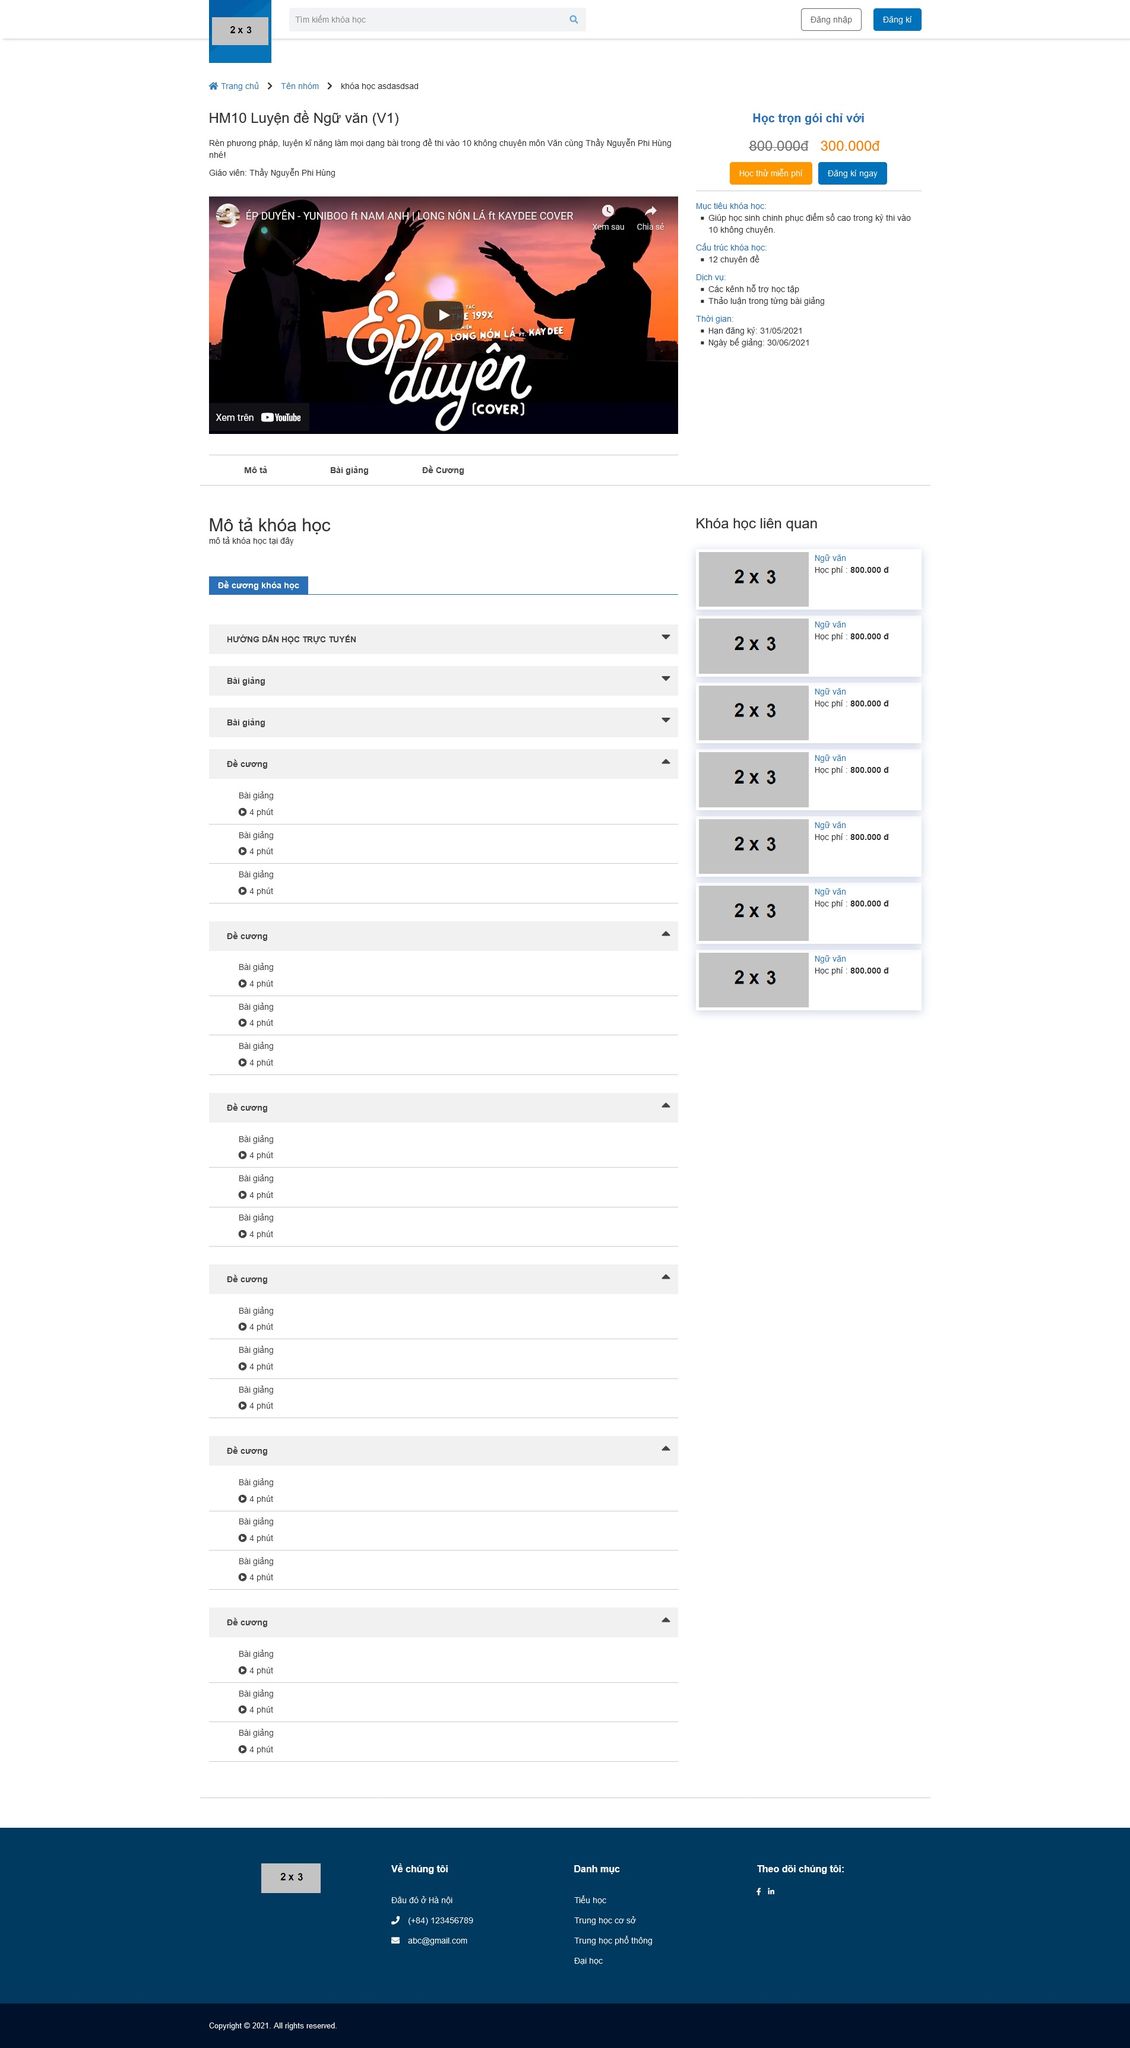 2 x 3
Tìm kiếm khóa học
Đăng nhập
Đăng kí
Trang chủ
Tên nhóm
khóa học asdasdsad
HM10 Luyện đề Ngữ văn (V1)
Rèn phương pháp, luyện kĩ năng làm mọi dạng bài trong đề thi vào 10 không chuyên môn Văn cùng Thầy Nguyễn Phi Hùng
nhé!
Giáo viên: Thầy Nguyễn Phi Hùng
ÉP DUYÊN - YUNIBOO ft NAM ANH | LONG NÓN LÁ ft KAYDEE COVER
Xem sau
Chia sẻ
199X
LONG NÓN LÁ FT. KAYDEE
Ép
duyên
(COVER)
Xem trên YouTube
Học trọn gói chỉ với
800.000đ 300.000đ
Học thử miễn phí
Đăng kí ngay
Mục tiêu khóa học:
Giúp học sinh chinh phục điểm số cao trong kỳ thi vào
10 không chuyên.
Cấu trúc khóa học:
12 chuyên đề
Dịch vụ:
Các kênh hỗ trợ học tập
Thảo luận trong từng bài giảng
Thời gian:
Hạn đăng ký: 31/05/2021
Ngày bế giảng: 30/06/2021
Mô tả
Bài giảng
Đề Cương
Mô tả khóa học
mô tả khóa học tại đây
Đề cương khóa học
HƯỚNG DẪN HỌC TRỰC TUYẾN
Bài giảng
Bài giảng
Đề cương
Bài giảng
4 phút
Bài giảng
4 phút
Bài giảng
4 phút
Đề cương
Bài giảng
4 phút
Bài giảng
4 phút
Bài giảng
4 phút
Đề cương
Bài giảng
4 phút
Bài giảng
4 phút
Bài giảng
4 phút
Đề cương
Bài giảng
4 phút
Bài giảng
4 phút
Bài giảng
4 phút
Đề cương
Bài giảng
4 phút
Bài giảng
4 phút
Bài giảng
4 phút
Đề cương
Bài giảng
4 phút
Bài giảng
4 phút
Bài giảng
4 phút
Khóa học liên quan
2 x 3
Ngữ văn
Học phí : 800.000 đ
2 x 3
Ngữ văn
Học phí : 800.000 đ
2 x 3
Ngữ văn
Học phí : 800.000 đ
2 x 3
Ngữ văn
Học phí : 800.000 đ
2 x 3
Ngữ văn
Học phí : 800.000 đ
2 x 3
Ngữ văn
Học phí : 800.000 đ
2 x 3
Ngữ văn
Học phí : 800.000 đ
2 x 3
Về chúng tôi
Đâu đó ở Hà nội
(+84) 123456789
abc@gmail.com
Danh mục
Tiểu học
Trung học cơ sở
Trung học phổ thông
Đại học
Theo dõi chúng tôi:
Copyright © 2021. All rights reserved.